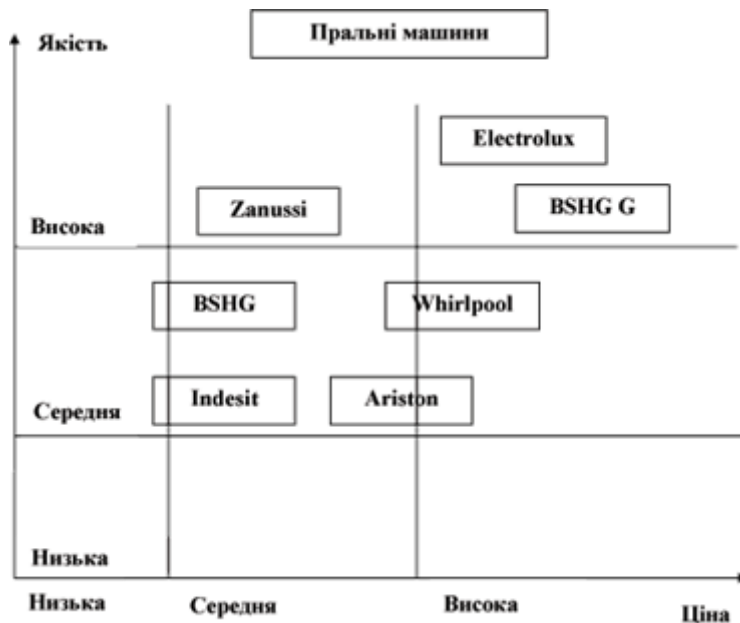 Пральні машини
Якість
Electrolux
Zanussi
BSHG G
Висока
BSHG
Whirlpool
Indesit
Ariston
Середня
Низька
Низька
Середня
Висока
Ціна